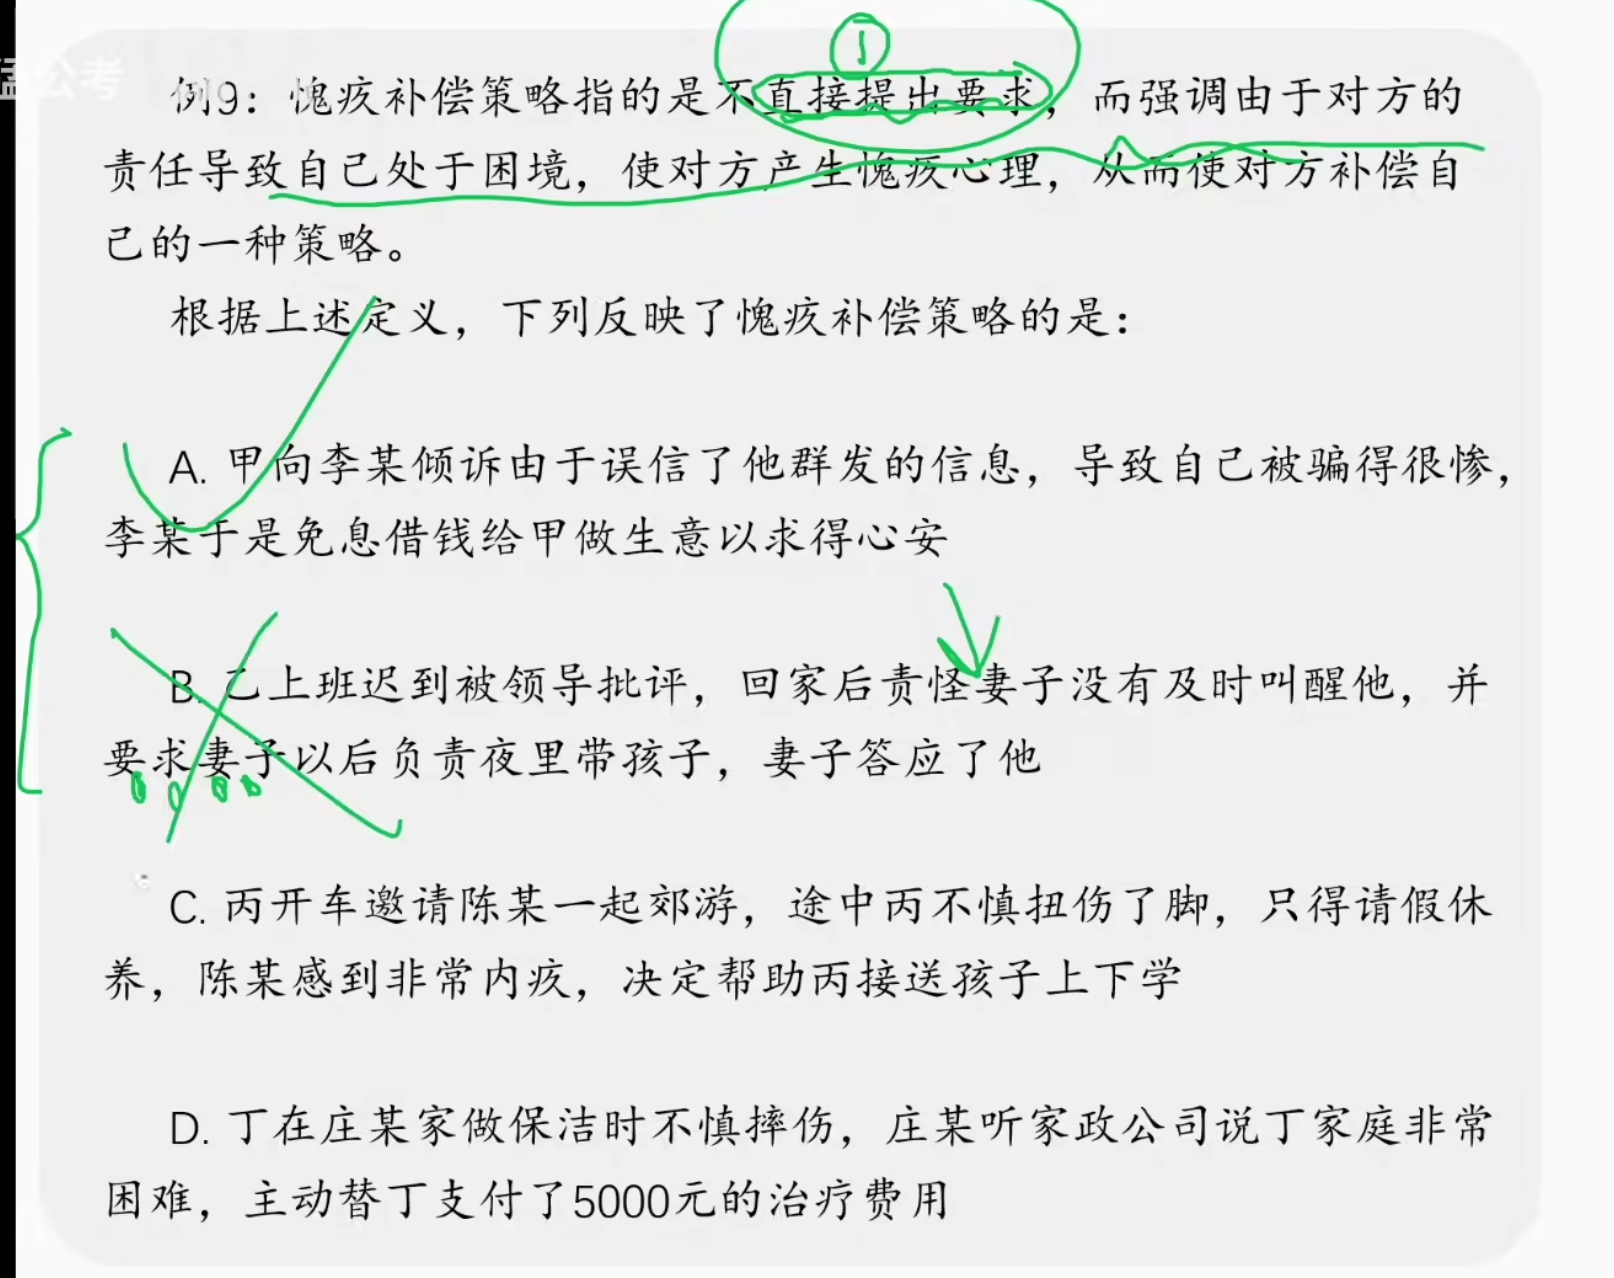 猛公考
①
例9：愧疚补偿策略指的是不直接提出要求，而强调由于对方的
责任导致自己处于困境，使对方产生愧疚心理，从而使对方补偿自
己的一种策略。
根据上述定义，下列反映了愧疚补偿策略的是：
A. 甲向李某倾诉由于误信了他群发的信息，导致自己被骗得很惨，
李某于是免息借钱给甲做生意以求得心安
B. 乙上班迟到被领导批评，回家后责怪妻子没有及时叫醒他，并
要求妻子以后负责夜里带孩子，妻子答应了他
C. 丙开车邀请陈某一起郊游，途中丙不慎扭伤了脚，只得请假休
养，陈某感到非常内疚，决定帮助丙接送孩子上下学
D. 丁在庄某家做保洁时不慎摔伤，庄某听家政公司说丁家庭非常
困难，主动替丁支付了5000元的治疗费用